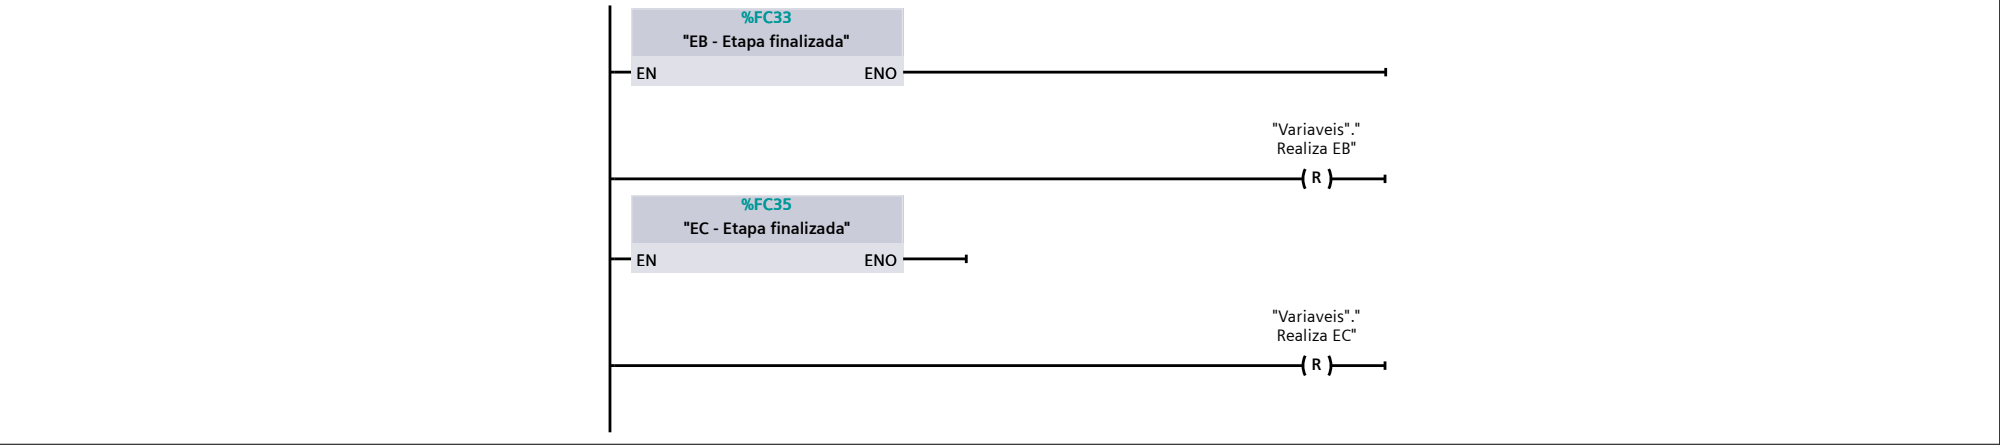 %FC33
"EB - Etapa finalizada"
EN ENO
"Variaveis"."
Realiza EB"
R
%FC35
"EC - Etapa finalizada"
EN ENO
"Variaveis"."
Realiza EC"
R